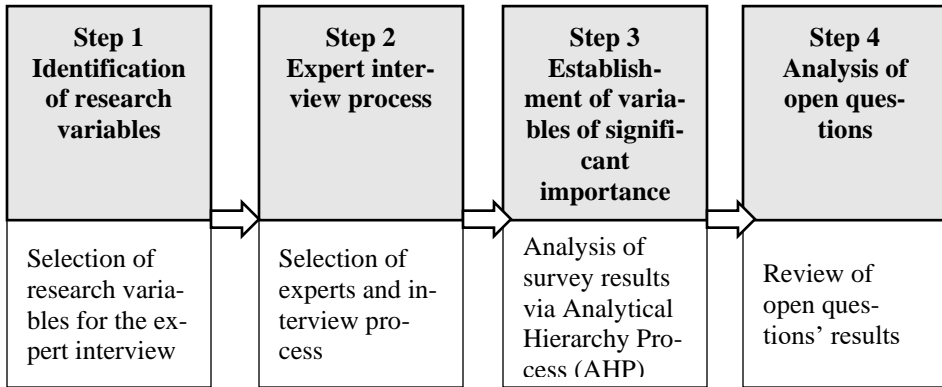 Step 1
Identification
of research
variables
Step 2
Expert inter-
view process
Step 3
Establish-
ment of varia-
bles of signifi-
cant
importance
Step 4
Analysis of
open ques-
tions
Selection of
research varia-
bles for the ex-
pert interview
Selection of
experts and in-
terview pro-
cess
Analysis of
survey results
via Analytical
Hierarchy Pro-
cess (AHP)
Review of
open ques-
tions’ results